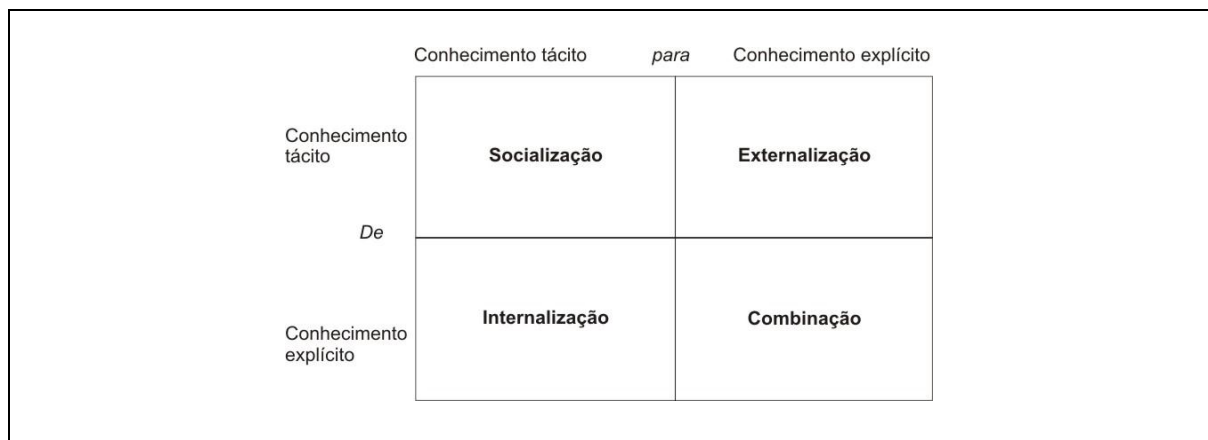 Conhecimento tácito para Conhecimento explícito
Conhecimento
tácito
Socialização Externalização
De
Internalização Combinação
Conhecimento
explícito